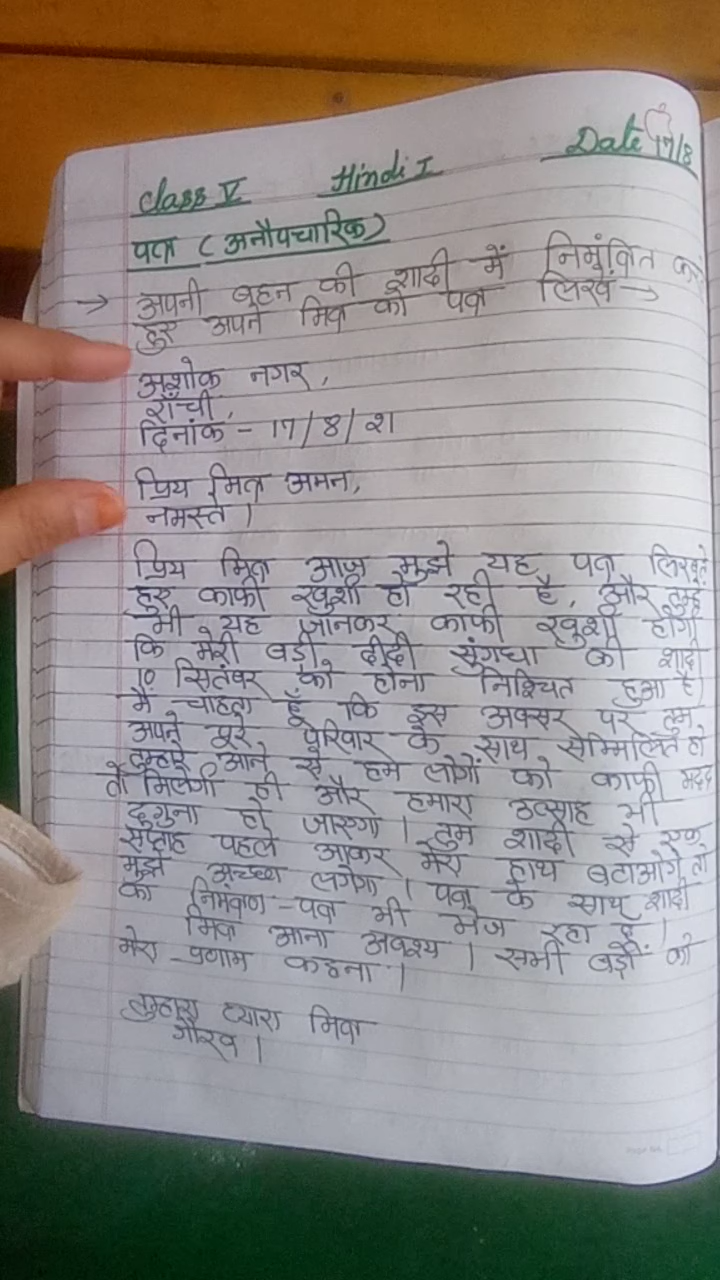 Class V Hindi I Date 17/8
पत्र (अनौपचारिक)
→ अपनी बहन की शादी में निमंत्रित करते
हुए अपने मित्र को पत्र लिखें →
अशोक नगर,
राँची,
दिनांक - 17/8/21
प्रिय मित्र अमन,
नमस्ते।
प्रिय मित्र आज मुझे यह पत्र लिखते
हुए काफी खुशी हो रही है, और तुम्हे
भी यह जानकर काफी खुशी होगी
कि मेरी बड़ी दीदी सुंगधा की शादी
10 सितंबर को होना निश्चित हुआ है।
मैं चाहता हूँ कि इस अवसर पर तुम
अपने पूरे परिवार के साथ सम्मिलित हो
तुम्हारे आने से हम लोगों को काफी मदद
तो मिलेगी ही और हमारा उत्साह भी
दुगुना हो जाएगा। तुम शादी से एक
सप्ताह पहले आकर मेरा हाथ बटाओगे तो
मुझे अच्छा लगेगा। पत्र के साथ शादी
का निमंत्रण-पत्र भी भेज रहा हूँ।
मित्र आना अवश्य। सभी बड़ों को
मेरा प्रणाम कहना।
तुम्हारा प्यारा मित्र
गौरव।